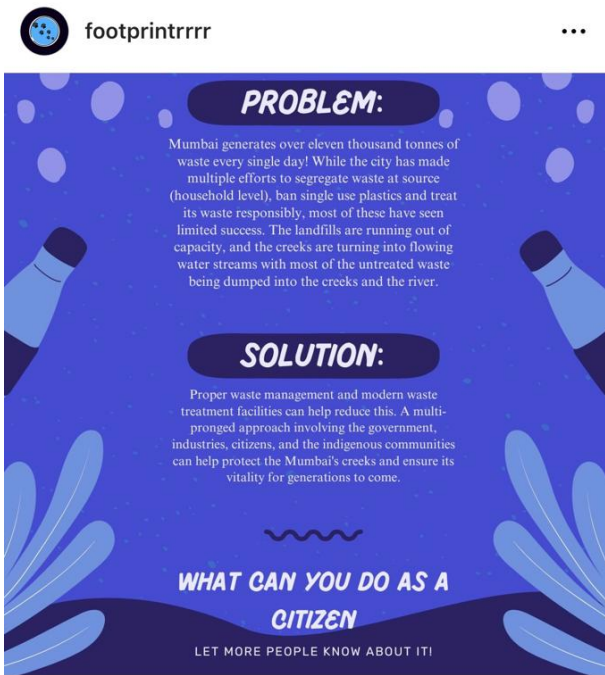 footprintrrrr
PROBLEM:
Mumbai generates over eleven thousand tonnes of
waste every single day! While the city has made
multiple efforts to segregate waste at source
(household level), ban single use plastics and treat
its waste responsibly, most of these have seen
limited success. The landfills are running out of
capacity, and the creeks are turning into flowing
water streams with most of the untreated waste
being dumped into the creeks and the river.
SOLUTION:
Proper waste management and modern waste
treatment facilities can help reduce this. A multi-
pronged approach involving the government,
industries, citizens, and the indigenous communities
can help protect the Mumbai's creeks and ensure its
vitality for generations to come.
WHAT CAN YOU DO AS A
CITIZEN
LET MORE PEOPLE KNOW ABOUT IT!